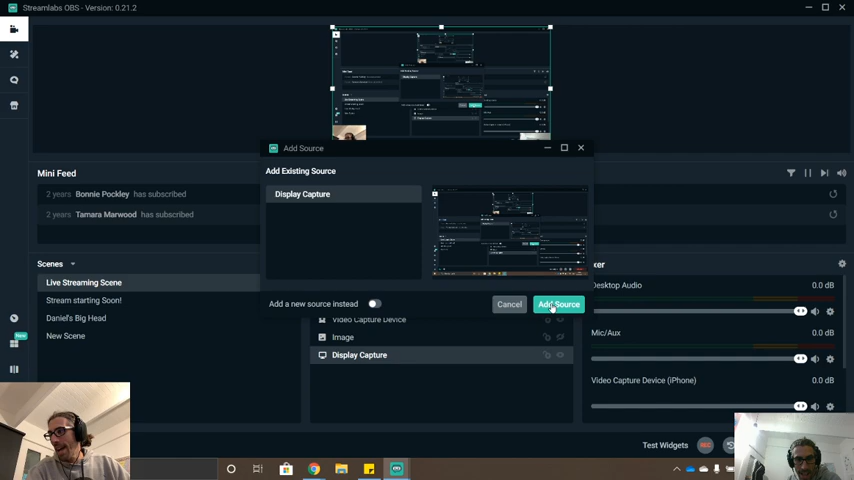 Streamlabs OBS - Version: 0.21.2
Add Source
Add Existing Source
Display Capture
Add a new source instead
Cancel
Add Source
Mini Feed
2 years Bonnie Pockley has subscribed
2 years Tamara Marwood has subscribed
Scenes
Live Streaming Scene
Stream starting Soon!
Daniel's Big Head
New Scene
Video Capture Device
Image
Display Capture
xer
Desktop Audio 0.0 dB
Mic/Aux 0.0 dB
Video Capture Device (iPhone) 0.0 dB
New
Test Widgets
REC